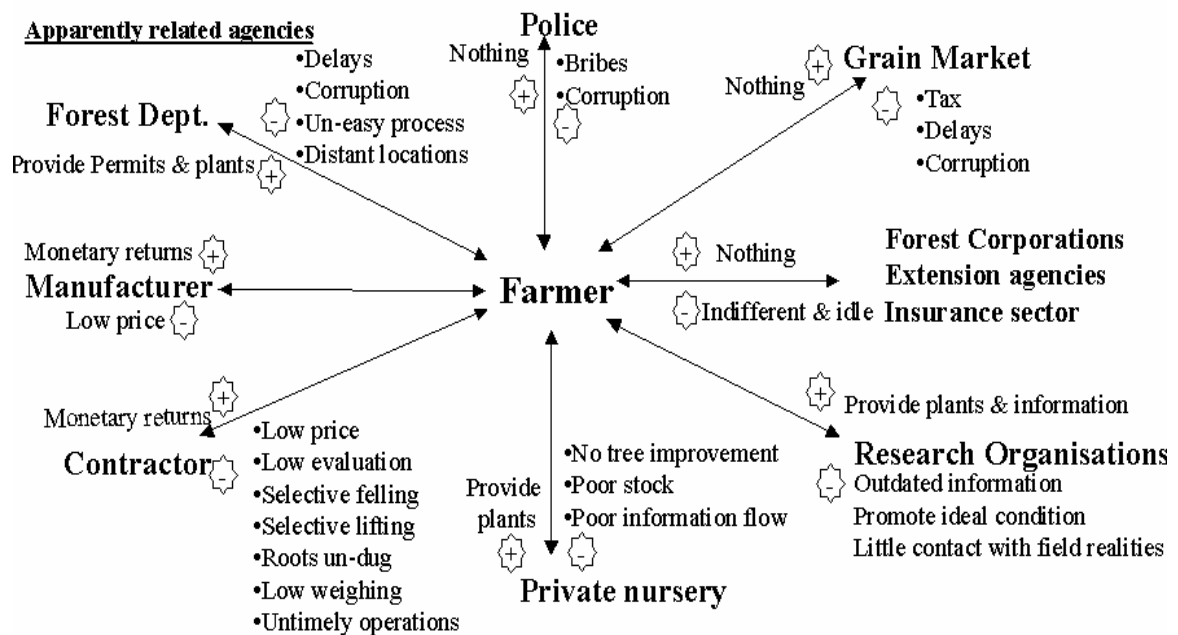 Apparently related agencies
Police
Nothing
+
•Bribes
•Corruption
-
•Delays
•Corruption
•Un-easy process
•Distant locations
-
Forest Dept.
Provide Permits & plants
+
Grain Market
Nothing
+
-
•Tax
•Delays
•Corruption
Monetary returns
+
Manufacturer
Low price
-
Farmer
+
Nothing
-
Indifferent & idle
Forest Corporations
Extension agencies
Insurance sector
Monetary returns
+
Contractor
-
•Low price
•Low evaluation
•Selective felling
•Selective lifting
•Roots un-dug
•Low weighing
•Untimely operations
Provide
plants
+
•No tree improvement
•Poor stock
•Poor information flow
-
Private nursery
+
Provide plants & information
Research Organisations
-
Outdated information
Promote ideal condition
Little contact with field realities